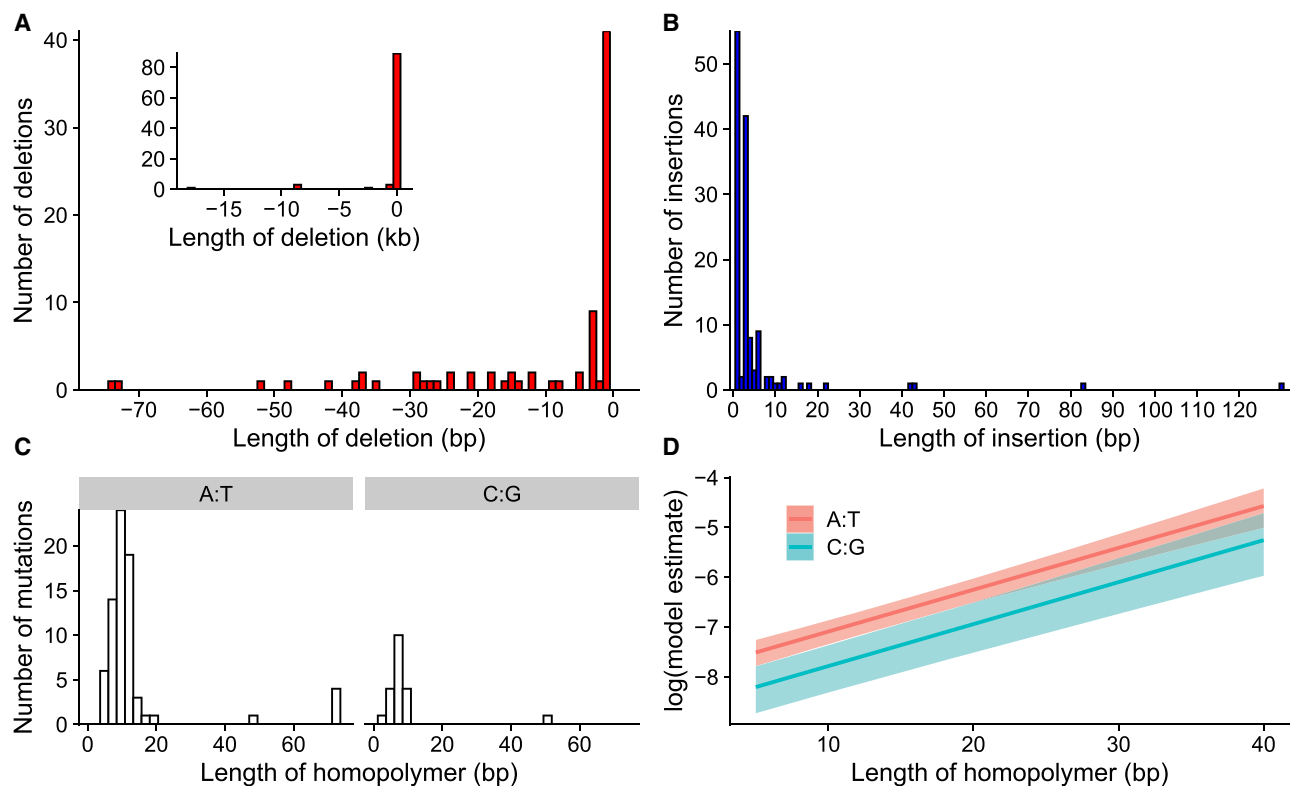 A
40
30
20
10
0
Number of deletions
80
60
40
20
0
−15 −10 −5 0
Length of deletion (kb)
−70 −60 −50 −40 −30 −20 −10 0
Length of deletion (bp)
B
50
40
30
20
10
0
Number of insertions
0 10 20 30 40 50 60 70 80 90 100 110 120
Length of insertion (bp)
C
A:T C:G
20
15
10
5
0
Number of mutations
0 20 40 60 0 20 40 60
Length of homopolymer (bp)
D
−4
−5
−6
−7
−8
log(model estimate)
A:T
C:G
10 20 30 40
Length of homopolymer (bp)